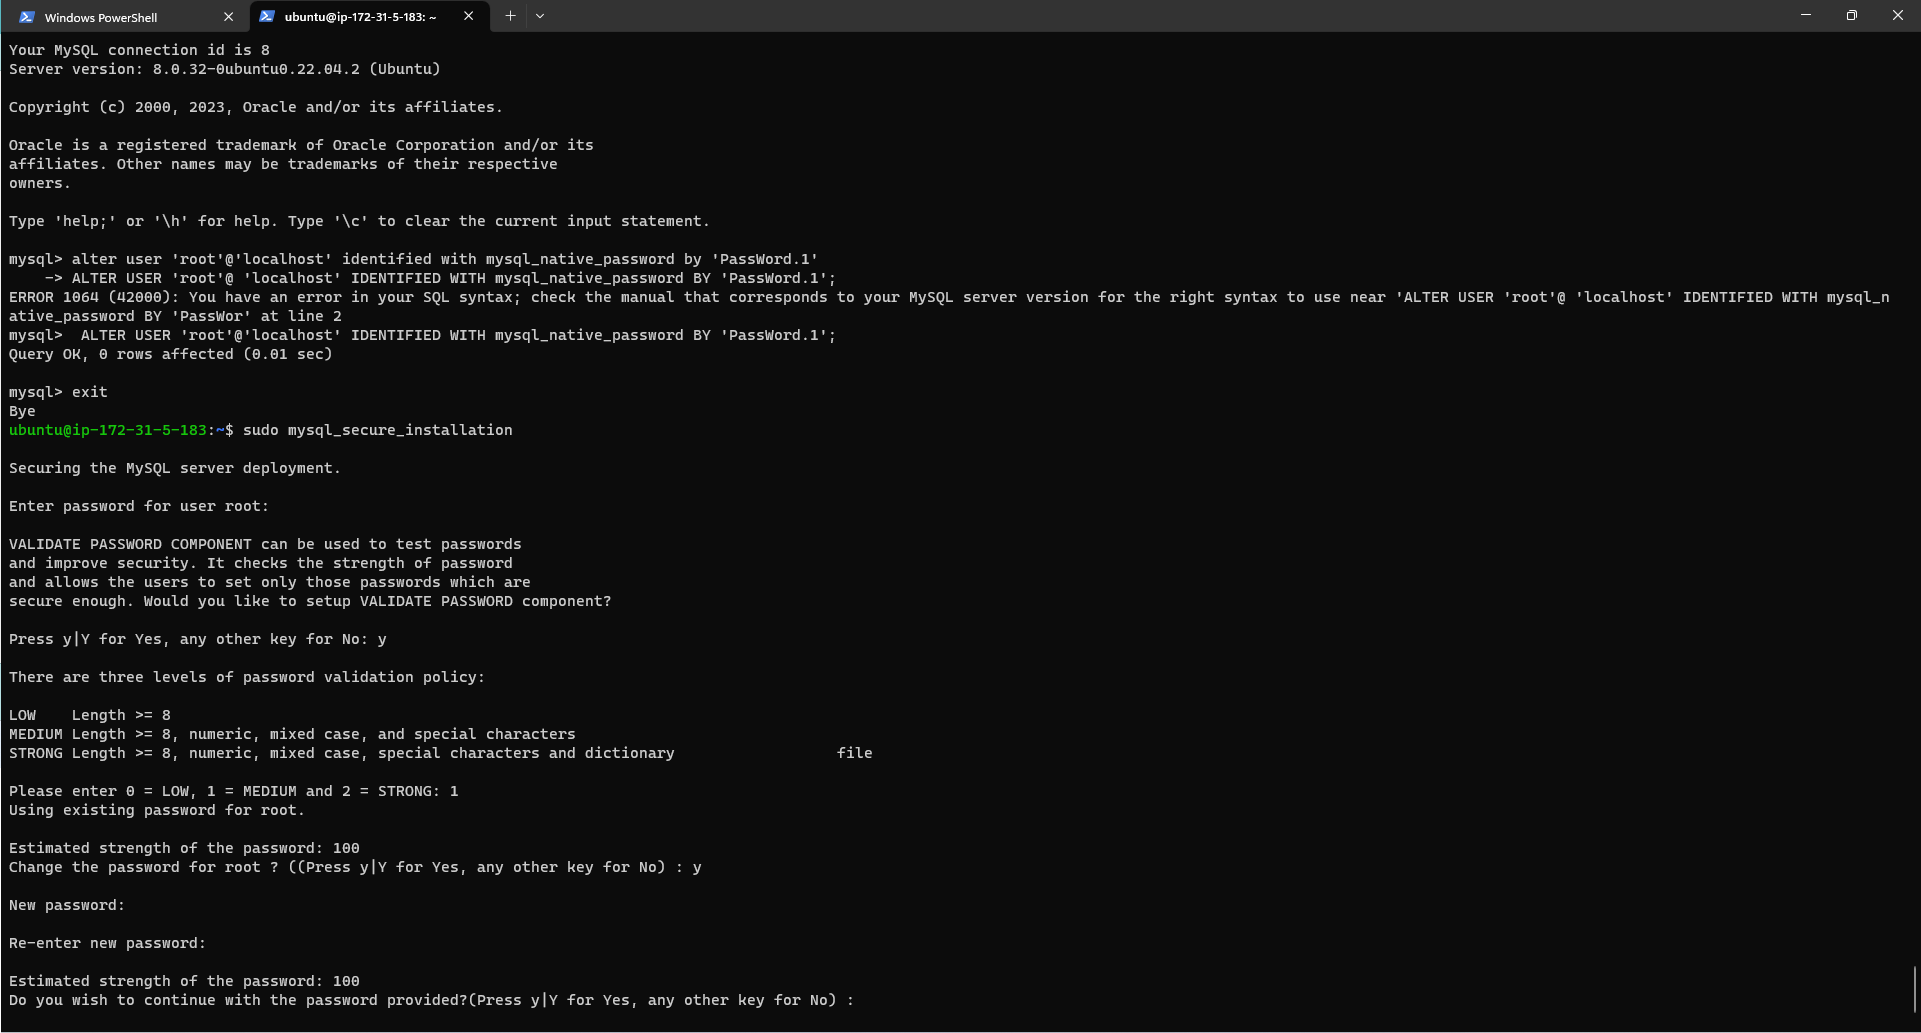 Windows PowerShell
ubuntu@ip-172-31-5-183: ~
Your MySQL connection id is 8
Server version: 8.0.32-0ubuntu0.22.04.2 (Ubuntu)
Copyright (c) 2000, 2023, Oracle and/or its affiliates.
Oracle is a registered trademark of Oracle Corporation and/or its
affiliates. Other names may be trademarks of their respective
owners.
Type 'help;' or '\h' for help. Type '\c' to clear the current input statement.
mysql> alter user 'root'@'localhost' identified with mysql_native_password by 'PassWord.1'
    -> ALTER USER 'root'@ 'localhost' IDENTIFIED WITH mysql_native_password BY 'PassWord.1';
ERROR 1064 (42000): You have an error in your SQL syntax; check the manual that corresponds to your MySQL server version for the right syntax to use near 'ALTER USER 'root'@ 'localhost' IDENTIFIED WITH mysql_n
ative_password BY 'PassWor' at line 2
mysql>  ALTER USER 'root'@'localhost' IDENTIFIED WITH mysql_native_password BY 'PassWord.1';
Query OK, 0 rows affected (0.01 sec)
mysql> exit
Bye
ubuntu@ip-172-31-5-183:~$ sudo mysql_secure_installation
Securing the MySQL server deployment.
Enter password for user root:
VALIDATE PASSWORD COMPONENT can be used to test passwords
and improve security. It checks the strength of password
and allows the users to set only those passwords which are
secure enough. Would you like to setup VALIDATE PASSWORD component?
Press y|Y for Yes, any other key for No: y
There are three levels of password validation policy:
LOW    Length >= 8
MEDIUM Length >= 8, numeric, mixed case, and special characters
STRONG Length >= 8, numeric, mixed case, special characters and dictionary                  file
Please enter 0 = LOW, 1 = MEDIUM and 2 = STRONG: 1
Using existing password for root.
Estimated strength of the password: 100
Change the password for root ? ((Press y|Y for Yes, any other key for No) : y
New password:
Re-enter new password:
Estimated strength of the password: 100
Do you wish to continue with the password provided?(Press y|Y for Yes, any other key for No) :